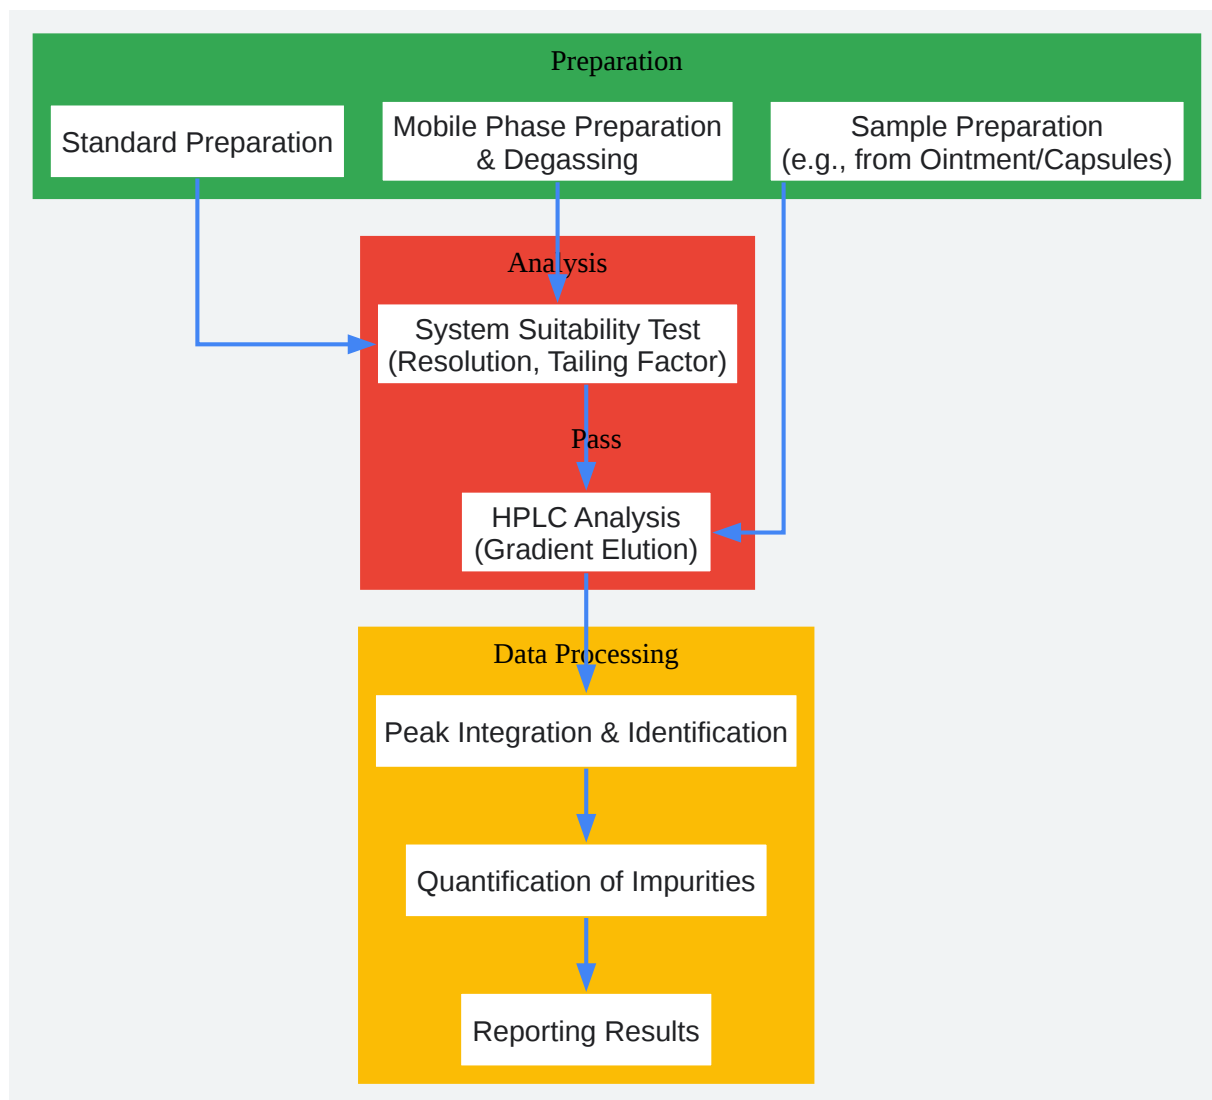 Preparation
Standard Preparation
Mobile Phase Preparation
& Degassing
Sample Preparation
(e.g., from Ointment/Capsules)
Analysis
System Suitability Test
(Resolution, Tailing Factor)
Pass
HPLC Analysis
(Gradient Elution)
Data Processing
Peak Integration & Identification
Quantification of Impurities
Reporting Results